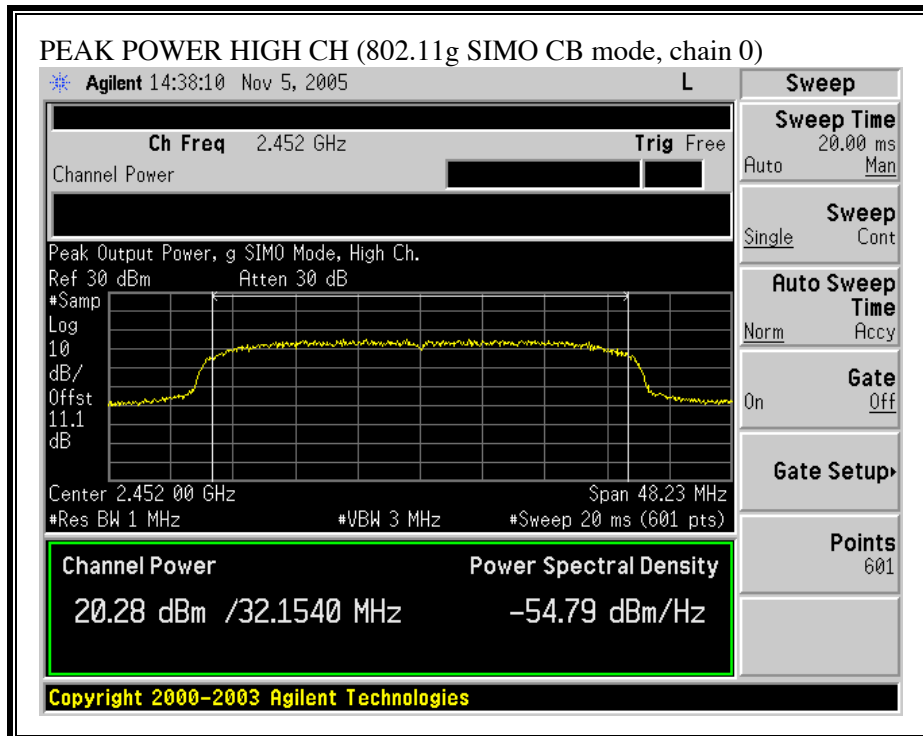 PEAK POWER HIGH CH (802.11g SIMO CB mode, chain 0)
Agilent 14:38:10 Nov 5, 2005 L
Sweep
Ch Freq 2.452 GHz Trig Free
Channel Power
Sweep Time
20.00 ms
Auto Man
Sweep
Single Cont
Auto Sweep
Time
Norm Accy
Gate
On Off
Gate Setup
Points
601
Peak Output Power, g SIMO Mode, High Ch.
Ref 30 dBm Atten 30 dB
#Samp
Log
10
dB/
Offst
11.1
dB
Center 2.452 00 GHz Span 48.23 MHz
#Res BW 1 MHz #VBW 3 MHz #Sweep 20 ms (601 pts)
Channel Power Power Spectral Density
20.28 dBm /32.1540 MHz -54.79 dBm/Hz
Copyright 2000-2003 Agilent Technologies